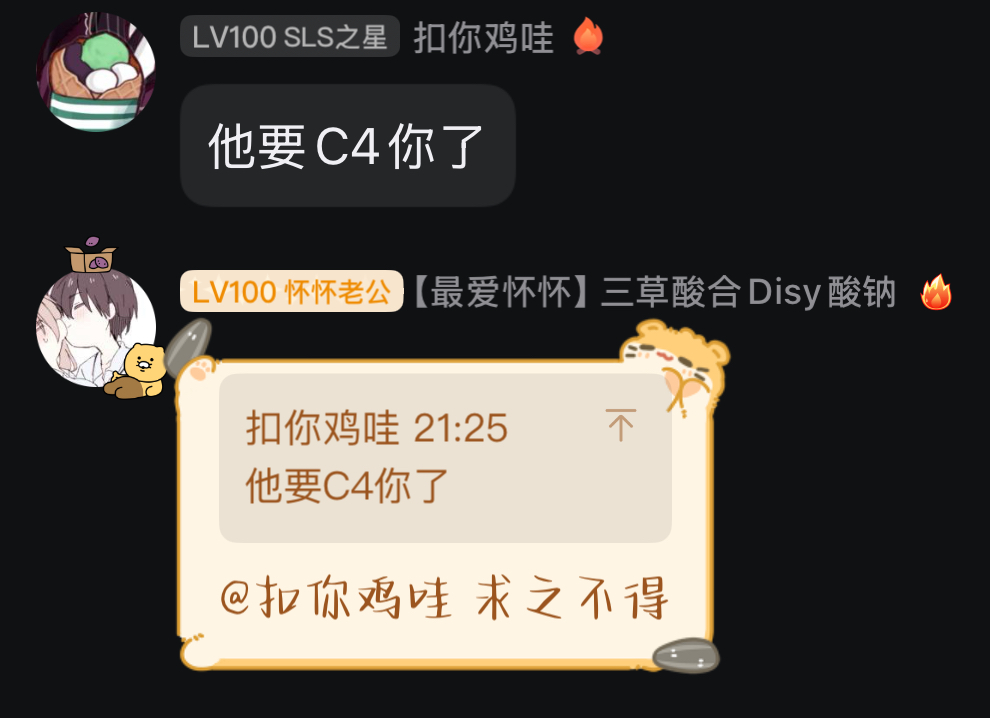 LV100 SLS之星 扣你鸡哇
他要C4你了
LV100 怀怀老公 【最爱怀怀】三草酸合Disy酸钠
扣你鸡哇 21:25
他要C4你了
@扣你鸡哇 求之不得